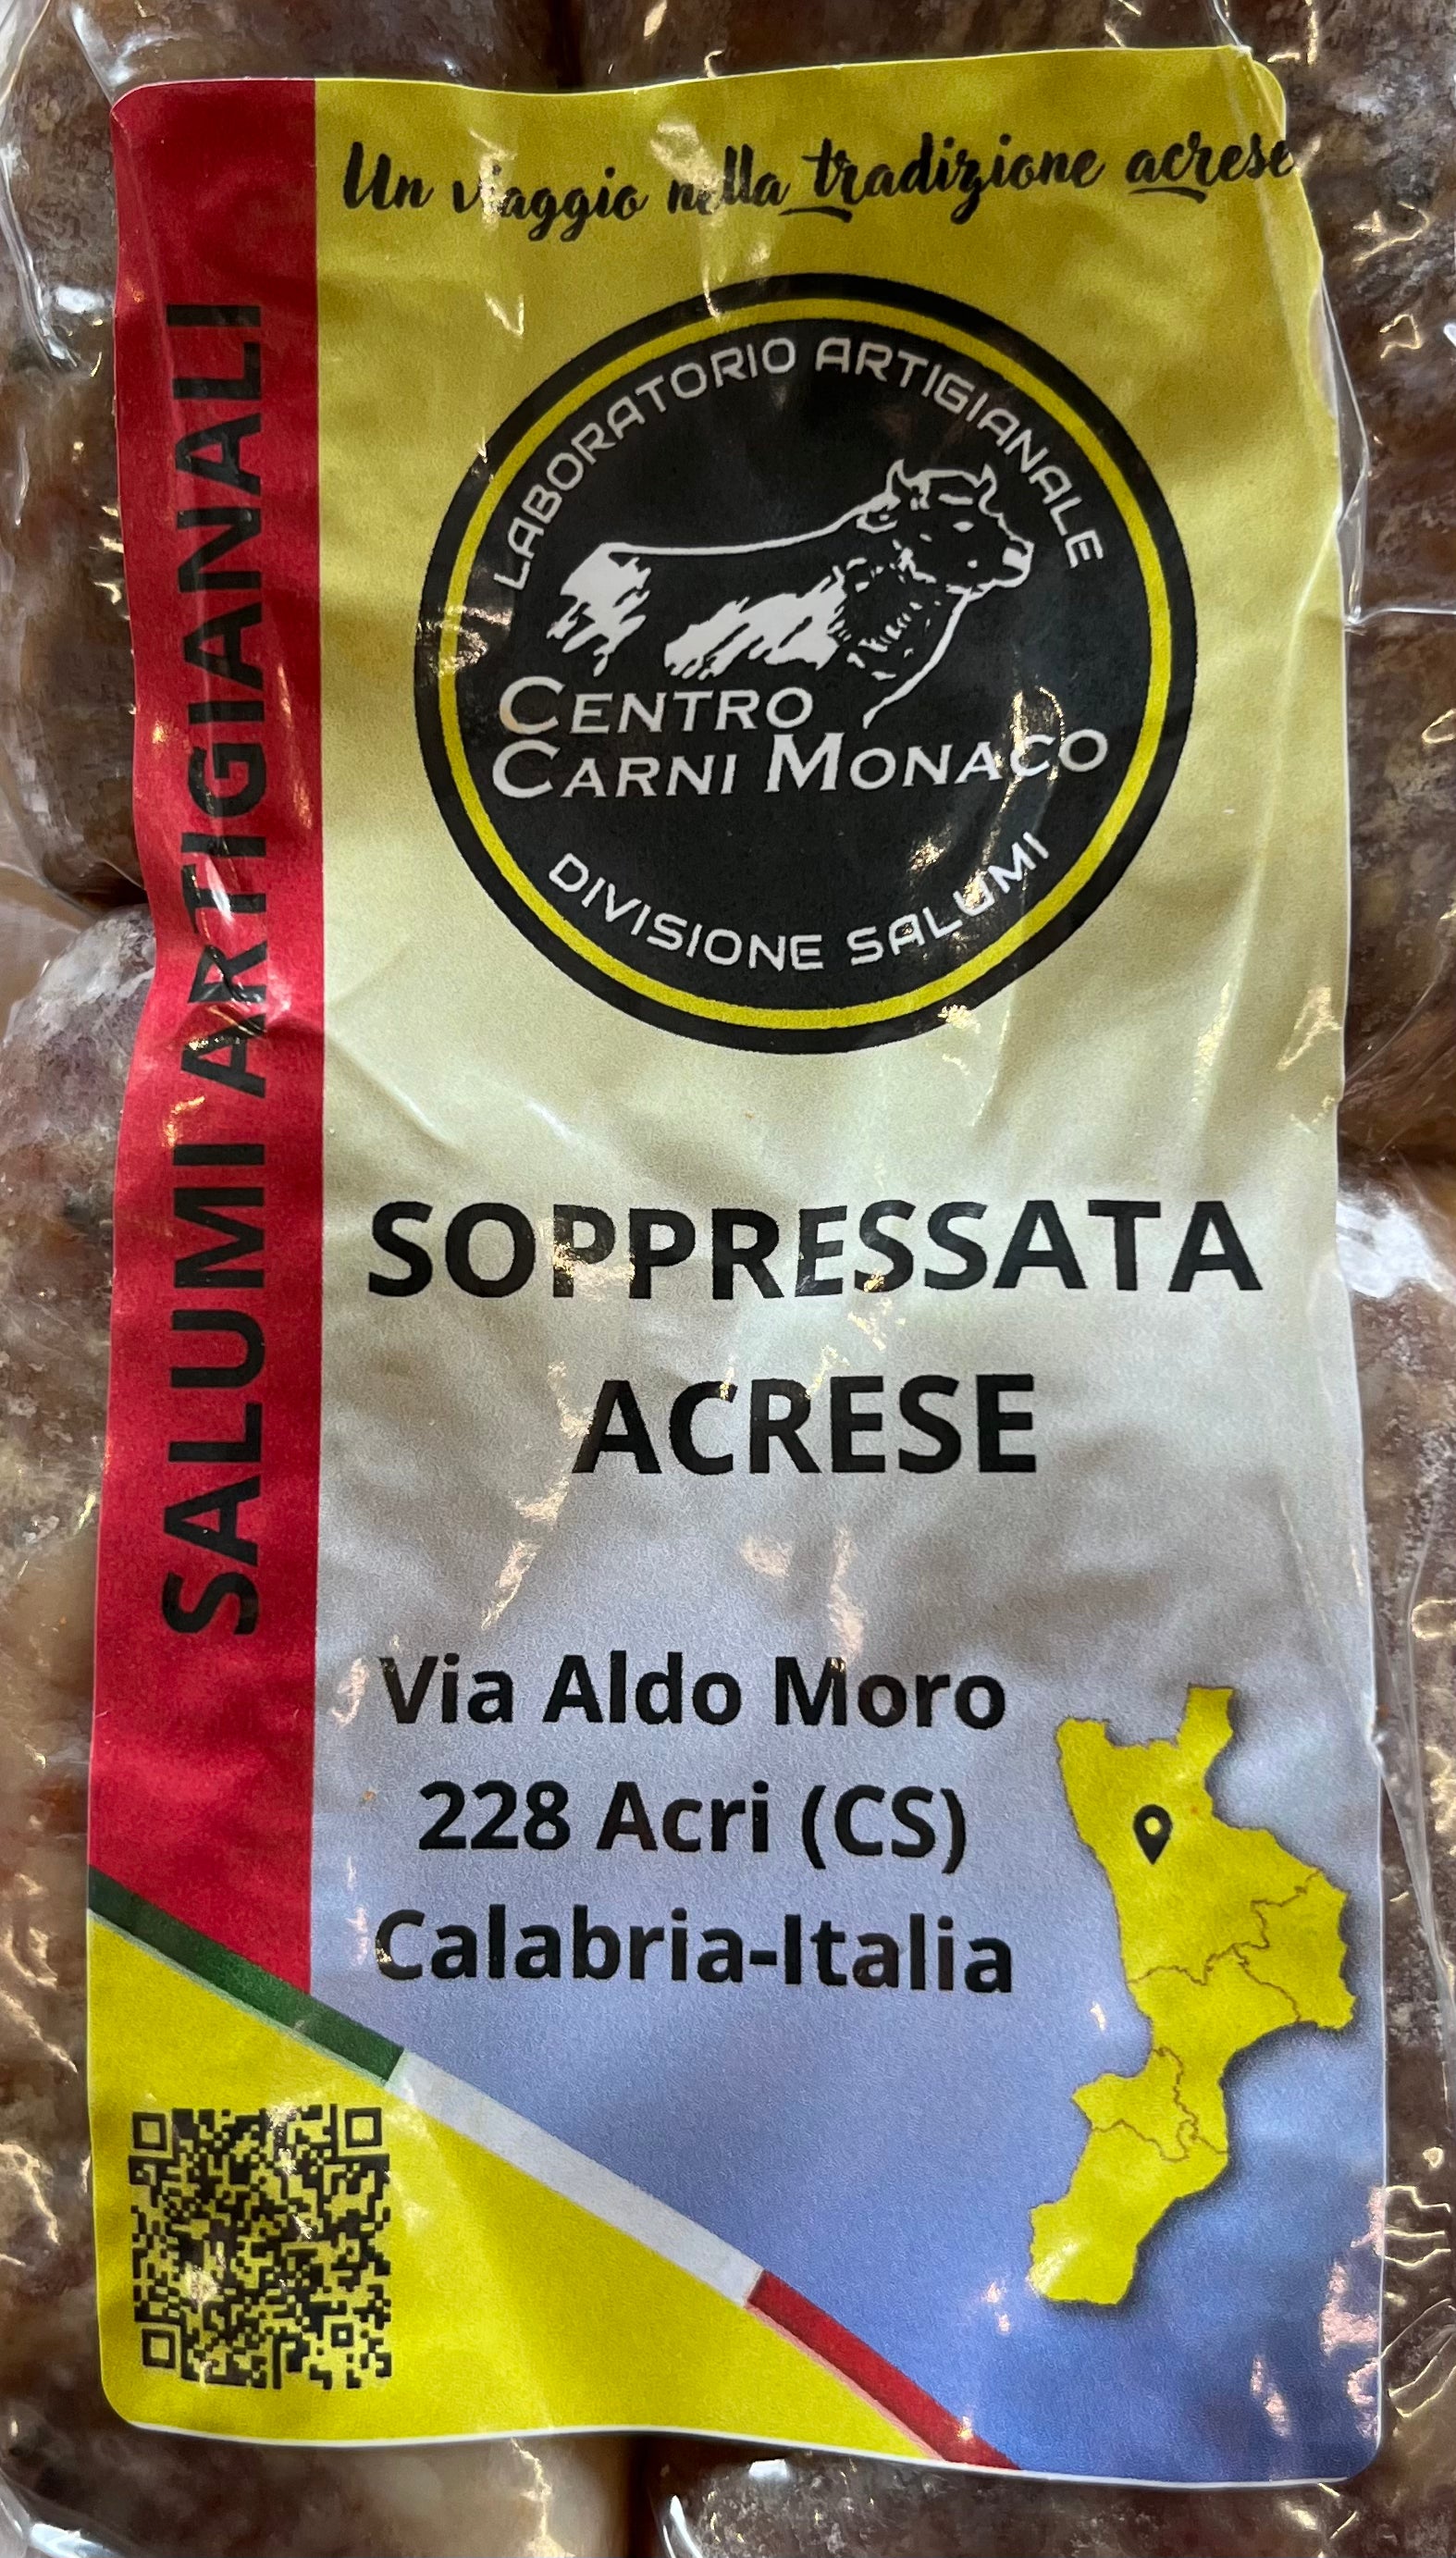 Un viaggio nella tradizione acrese
SALUMI ARTIGIANALI
LABORATORIO ARTIGIANALE
CENTRO
CARNI MONACO
DIVISIONE SALUMI
SOPPRESSATA
ACRESE
Via Aldo Moro
228 Acri (CS)
Calabria-Italia